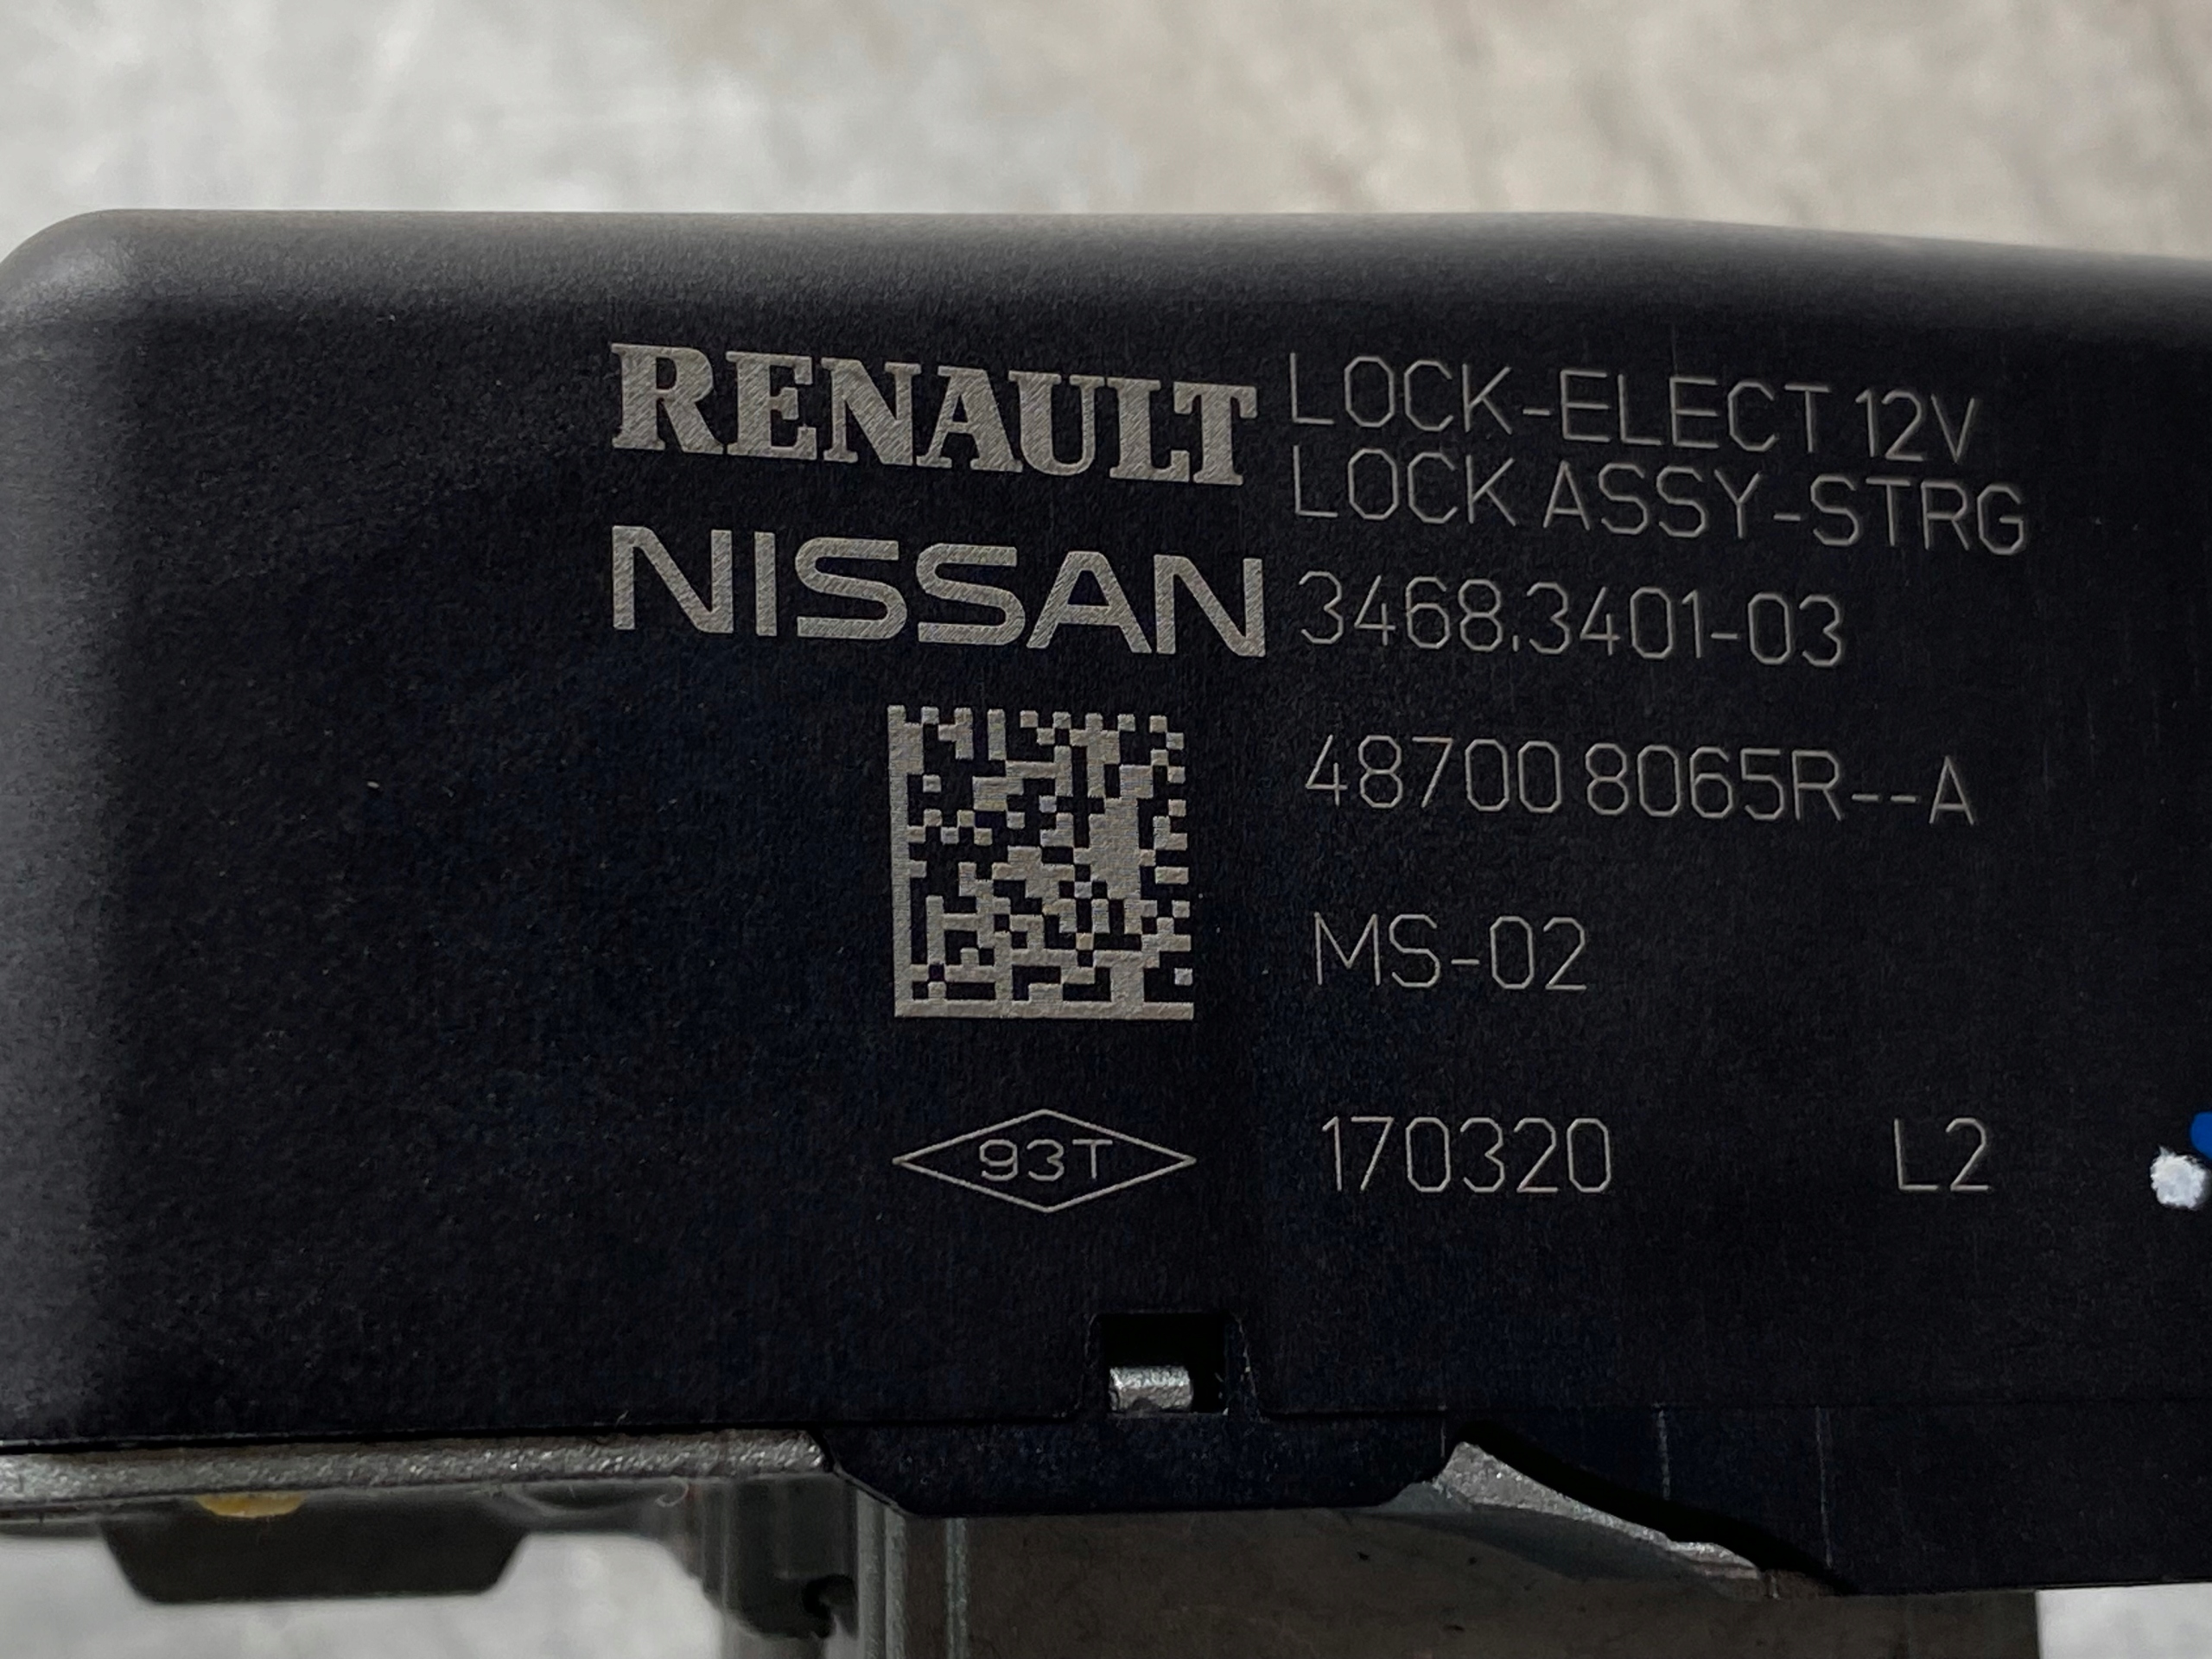 RENAULT LOCK-ELECT 12V
LOCK ASSY-STRG
NISSAN 3468.3401-03
48700 8065R--A
MS-02
93T 170320 L2